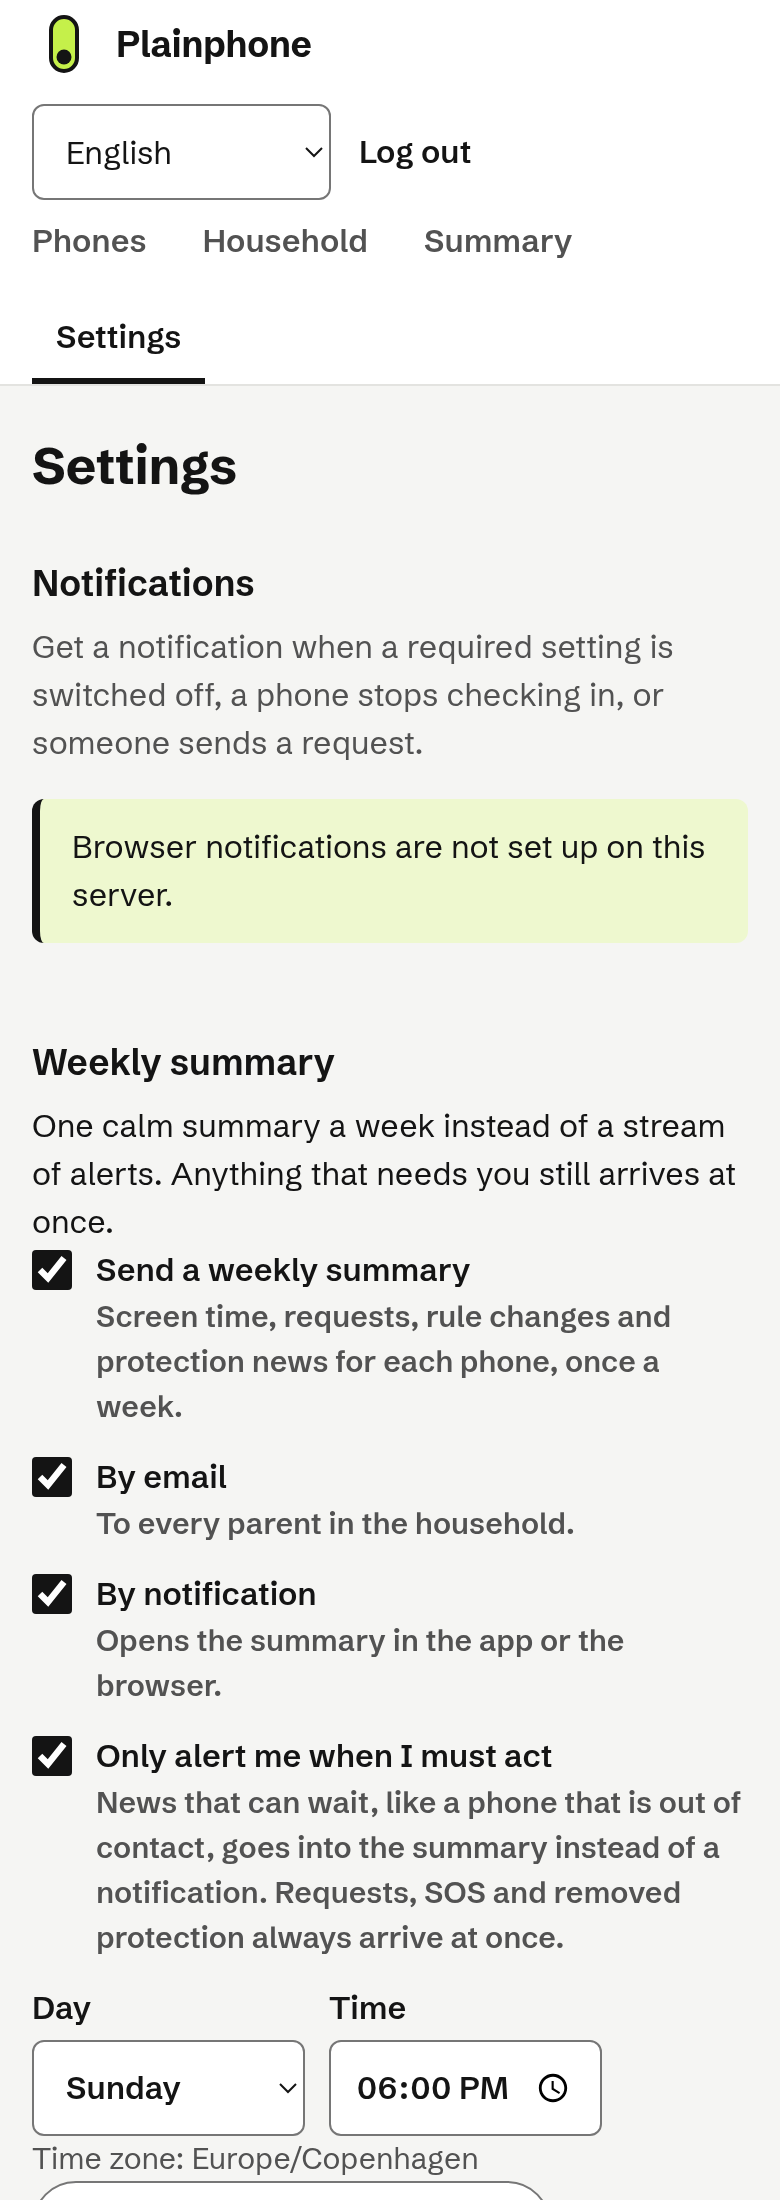 Plainphone
English
Log out
Phones
Household
Summary
Settings
Settings
Notifications
Get a notification when a required setting is
switched off, a phone stops checking in, or
someone sends a request.
Browser notifications are not set up on this
server.
Weekly summary
One calm summary a week instead of a stream
of alerts. Anything that needs you still arrives at
once.
Send a weekly summary
Screen time, requests, rule changes and
protection news for each phone, once a
week.
By email
To every parent in the household.
By notification
Opens the summary in the app or the
browser.
Only alert me when I must act
News that can wait, like a phone that is out of
contact, goes into the summary instead of a
notification. Requests, SOS and removed
protection always arrive at once.
Day
Time
Sunday
06:00 PM
Time zone: Europe/Copenhagen